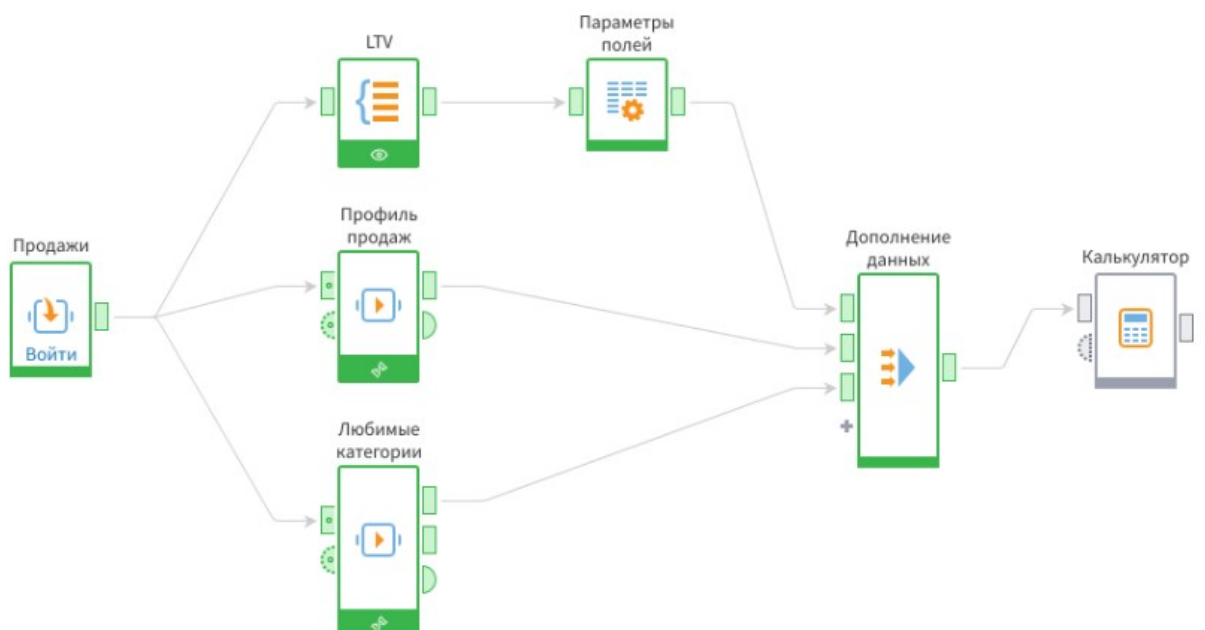 LTV
Параметры
полей
Профиль
продаж
Продажи
Войти
Дополнение
данных
Калькулятор
Любимые
категории